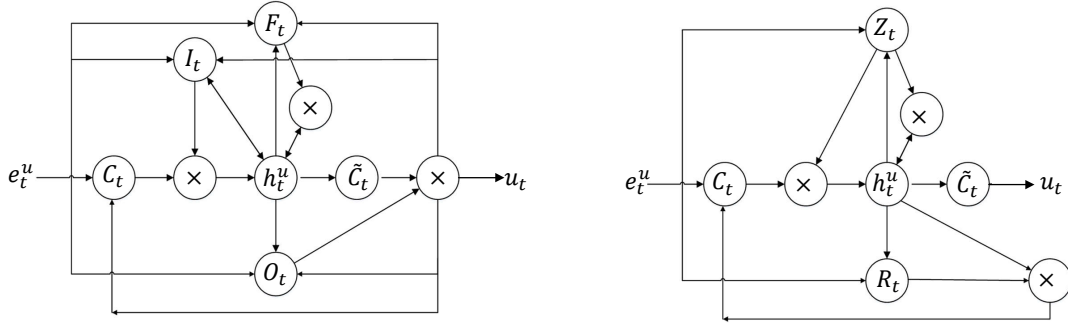 F_t
I_t
×
e_t^u C_t × h_t^u C̃_t × u_t
O_t
Z_t
×
e_t^u C_t × h_t^u C̃_t u_t
R_t ×